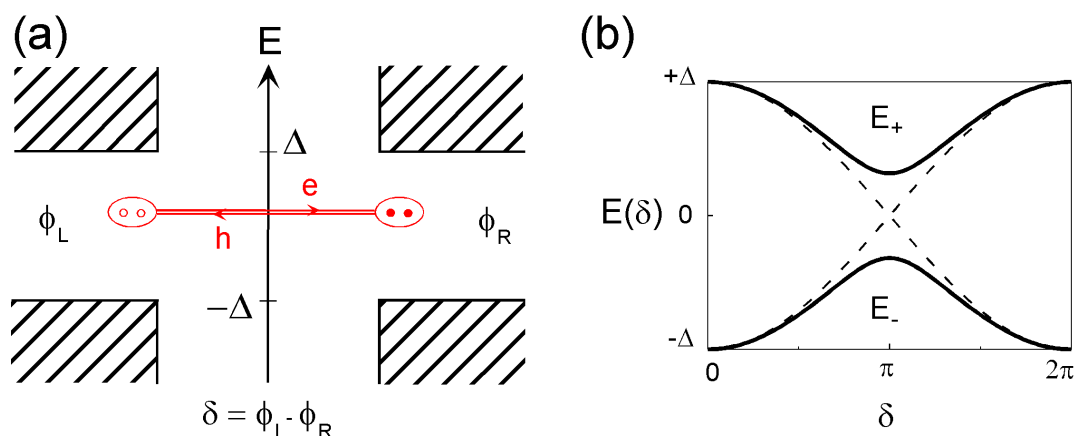 (a)
E
Δ
e
h
ϕL
ϕR
−Δ
δ = ϕL - ϕR
(b)
+Δ
E+
E(δ)
0
E-
-Δ
0
π
2π
δ